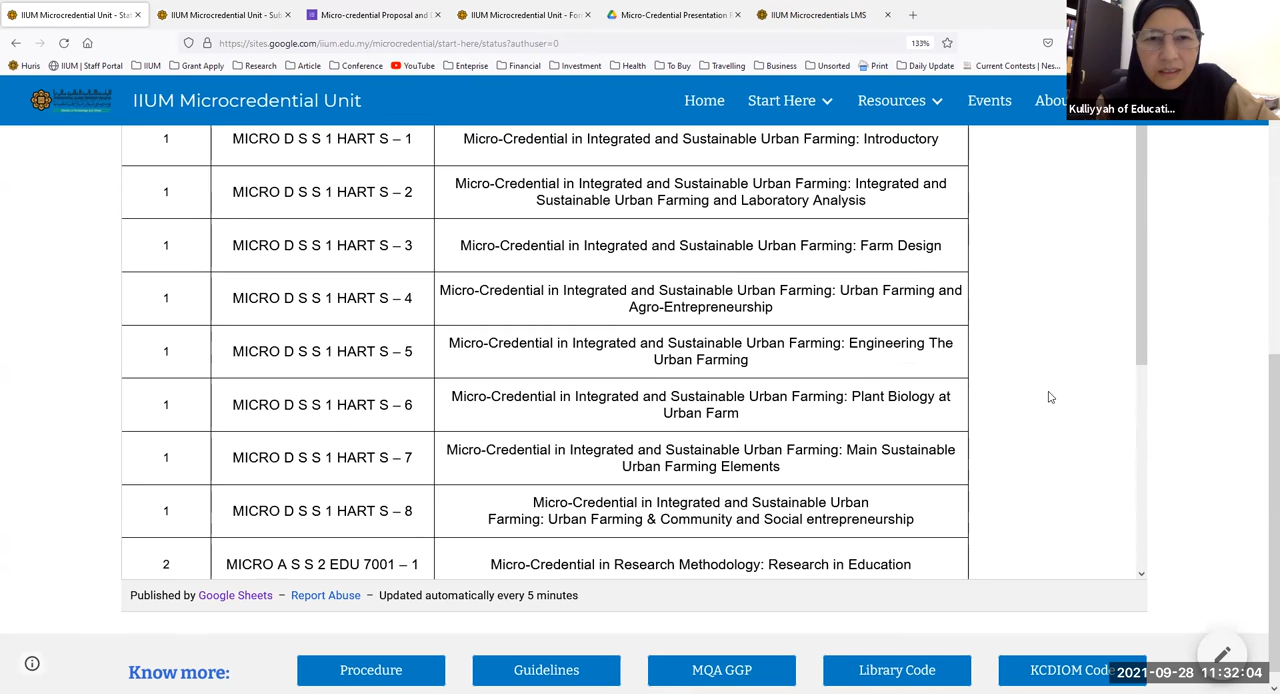 IIUM Microcredential Unit - Sta
IIUM Microcredential Unit - Sub
Micro-credential Proposal and E
IIUM Microcredential Unit - For
Micro-Credential Presentation F
IIUM Microcredentials LMS
https://sites.google.com/iium.edu.my/microcredential/start-here/status?authuser=0
133%
Huris
IIUM | Staff Portal
IIUM
Grant Apply
Research
Article
Conference
YouTube
Enteprise
Financial
Investment
Health
To Buy
Travelling
Business
Unsorted
Print
Daily Update
Current Contests | Nes...
IIUM Microcredential Unit
Home
Start Here
Resources
Events
Abou
Kulliyyah of Educati...
1 MICRO D S S 1 HART S – 1 Micro-Credential in Integrated and Sustainable Urban Farming: Introductory
1 MICRO D S S 1 HART S – 2 Micro-Credential in Integrated and Sustainable Urban Farming: Integrated and
Sustainable Urban Farming and Laboratory Analysis
1 MICRO D S S 1 HART S – 3 Micro-Credential in Integrated and Sustainable Urban Farming: Farm Design
1 MICRO D S S 1 HART S – 4 Micro-Credential in Integrated and Sustainable Urban Farming: Urban Farming and
Agro-Entrepreneurship
1 MICRO D S S 1 HART S – 5 Micro-Credential in Integrated and Sustainable Urban Farming: Engineering The
Urban Farming
1 MICRO D S S 1 HART S – 6 Micro-Credential in Integrated and Sustainable Urban Farming: Plant Biology at
Urban Farm
1 MICRO D S S 1 HART S – 7 Micro-Credential in Integrated and Sustainable Urban Farming: Main Sustainable
Urban Farming Elements
1 MICRO D S S 1 HART S – 8 Micro-Credential in Integrated and Sustainable Urban
Farming: Urban Farming & Community and Social entrepreneurship
2 MICRO A S S 2 EDU 7001 – 1 Micro-Credential in Research Methodology: Research in Education
Published by Google Sheets – Report Abuse – Updated automatically every 5 minutes
Know more:
Procedure
Guidelines
MQA GGP
Library Code
KCDIOM Code
2021-09-28 11:32:04